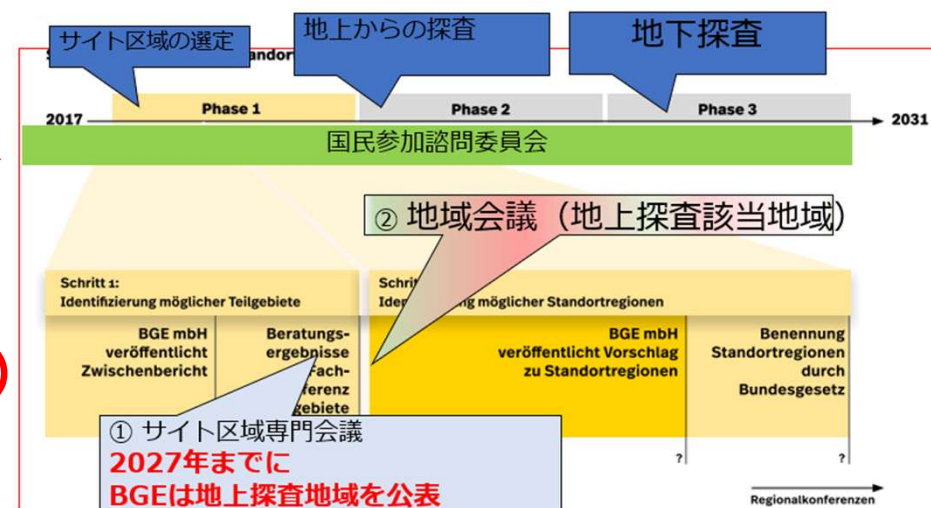 サイト区域の選定
地上からの探査
地下探査
andor
2017
Phase 1
Phase 2
Phase 3
2031
国民参加諮問委員会
② 地域会議（地上探査該当地域）
Schritt 1:
Identifizierung möglicher Teilgebiete
Schri
Iden
ng möglicher Standortregionen
BGE mbH
veröffentlicht
Zwischenbericht
Beratungs-
ergebnisse
Fach-
ferenz
gebiete
BGE mbH
veröffentlicht Vorschlag
zu Standortregionen
Benennung
Standortregionen
durch
Bundesgesetz
① サイト区域専門会議
2027年までに
BGEは地上探査地域を公表
?
?
Regionalkonferenzen